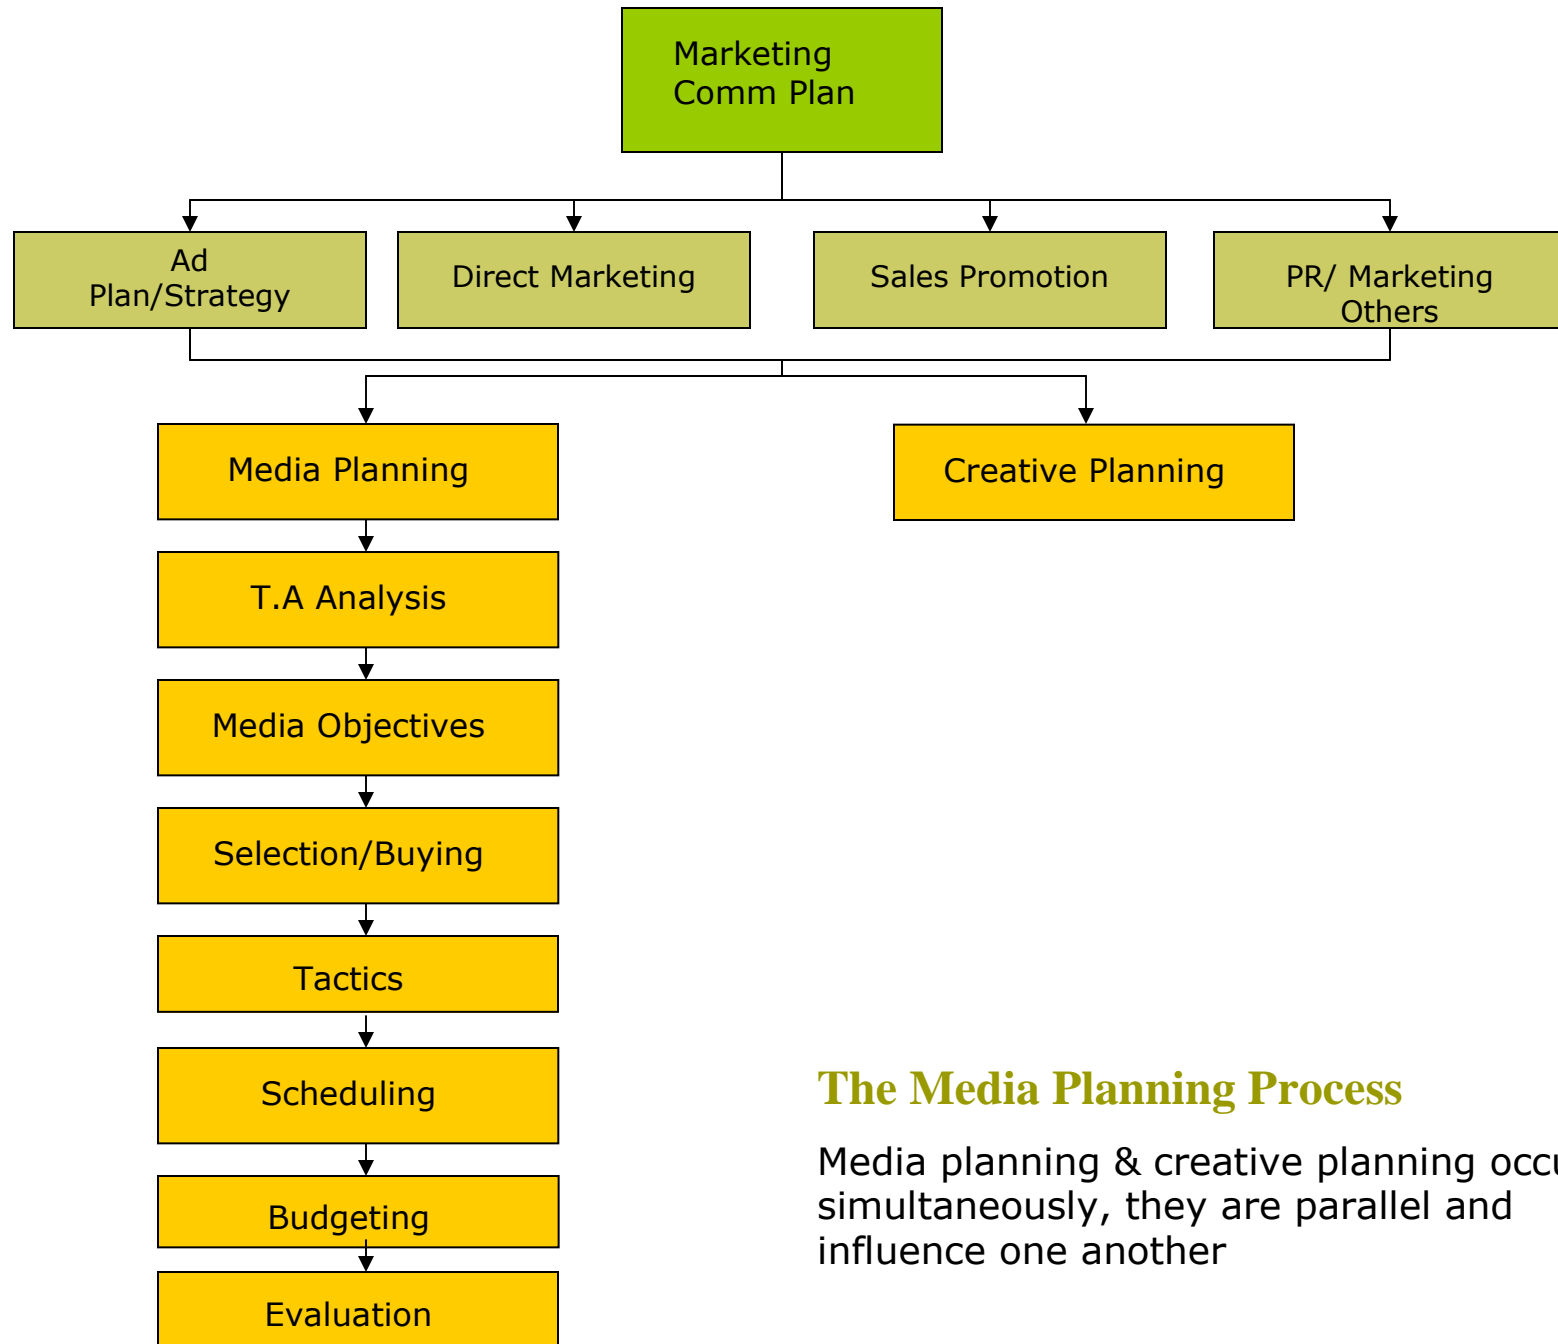 Marketing
Comm Plan
Ad
Plan/Strategy
Direct Marketing
Sales Promotion
PR/ Marketing
Others
Media Planning
Creative Planning
T.A Analysis
Media Objectives
Selection/Buying
Tactics
Scheduling
Budgeting
Evaluation
The Media Planning Process
Media planning & creative planning
simultaneously, they are parallel and
influence one another